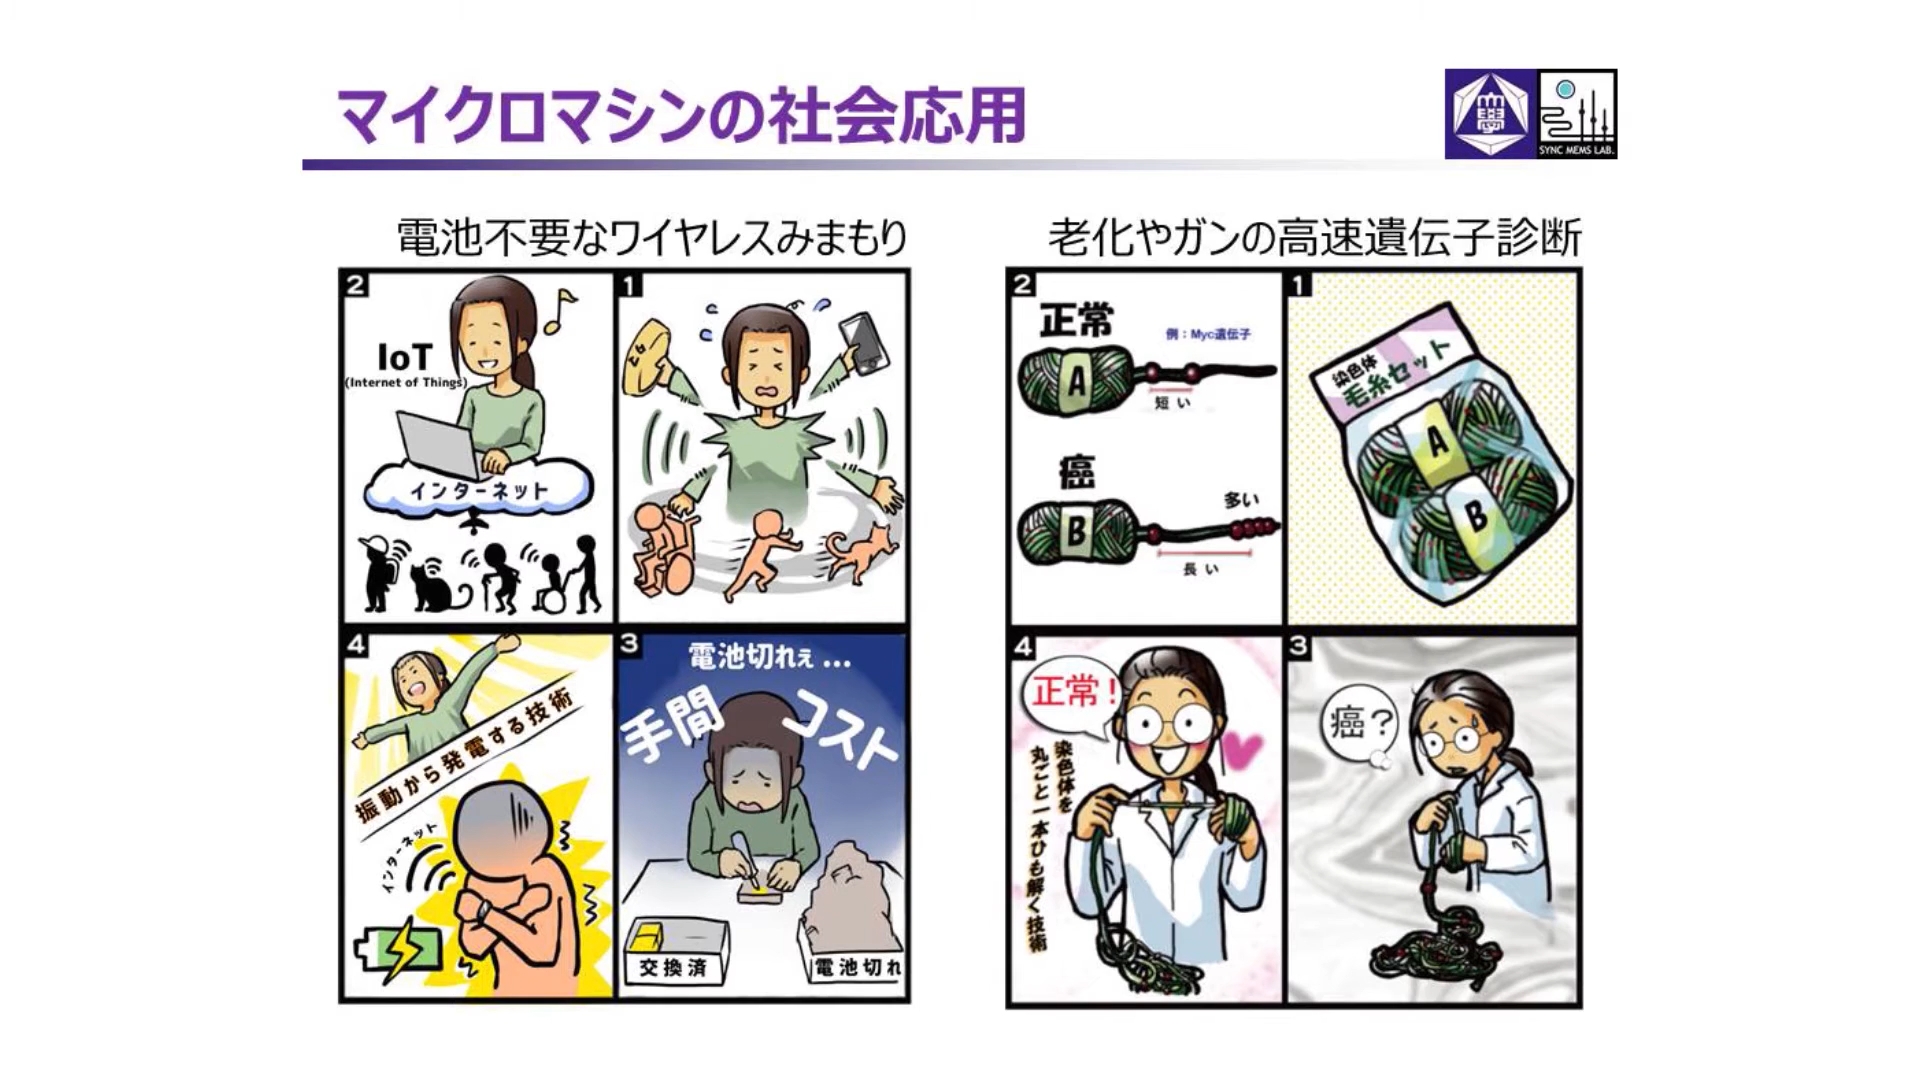 マイクロマシンの社会応用
大學
SYNC MEMS LAB.
電池不要なワイヤレスみまもり
1
2
IoT
(Internet of Things)
インターネット
3
電池切れぇ...
手間
コスト
交換済
電池切れ
4
振動から発電する技術
インターネット
老化やガンの高速遺伝子診断
1
染色体
毛糸セット
A
B
2
正常
例：Myc遺伝子
A
短い
癌
多い
B
長い
3
癌？
4
正常！
染色体を
丸ごと一本ひも解く技術